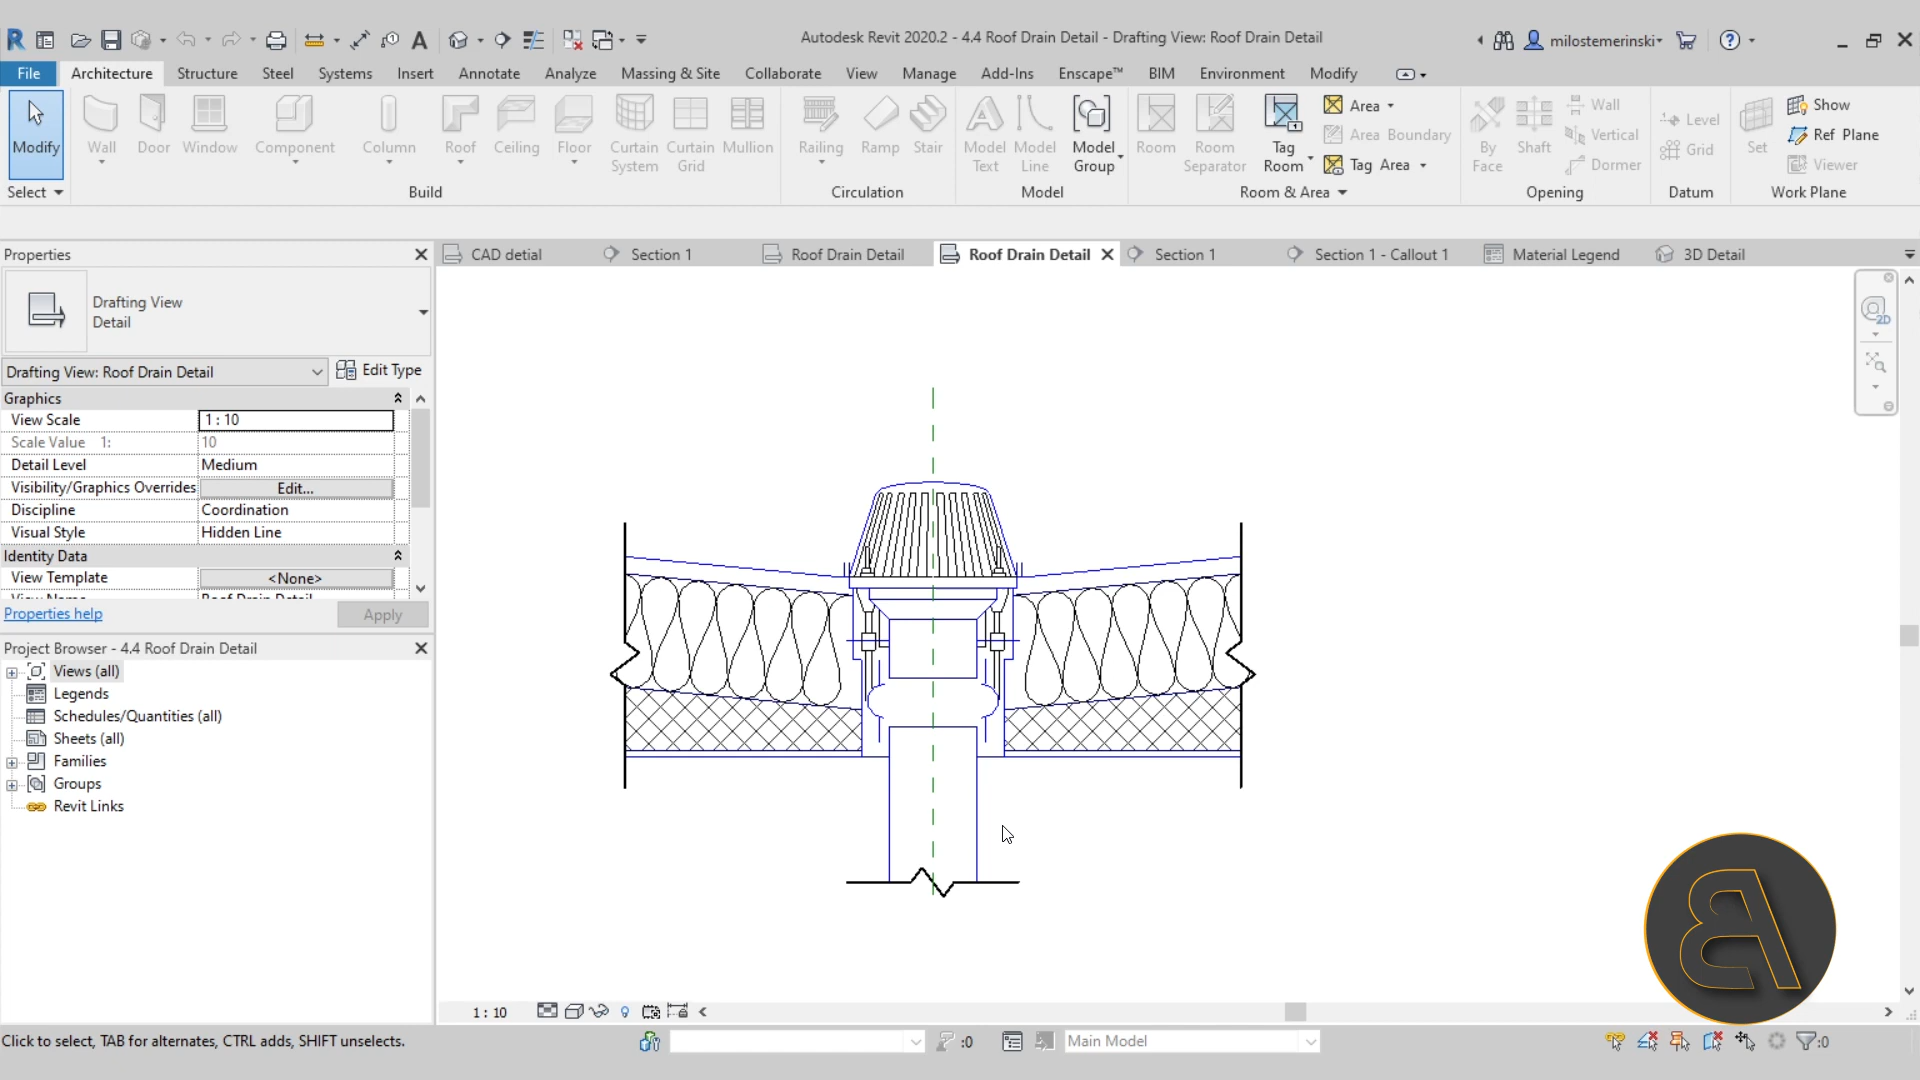 Autodesk Revit 2020.2 - 4.4 Roof Drain Detail - Drafting View: Roof Drain Detail
milostemerinski
File Architecture Structure Steel Systems Insert Annotate Analyze Massing & Site Collaborate View Manage Add-Ins Enscape™ BIM Environment Modify
Modify
Wall
Door
Window
Component
Column
Roof
Ceiling
Floor
Curtain
System
Curtain
Grid
Mullion
Railing
Ramp
Stair
Model
Text
Model
Line
Model
Group
Room
Room
Separator
Tag
Room
Area
Area Boundary
Tag Area
By
Face
Shaft
Wall
Vertical
Dormer
Level
Grid
Set
Show
Ref Plane
Viewer
Select
Build
Circulation
Model
Room & Area
Opening
Datum
Work Plane
Properties
CAD detial
Section 1
Roof Drain Detail
Roof Drain Detail
Section 1
Section 1 - Callout 1
Material Legend
3D Detail
Drafting View
Detail
Drafting View: Roof Drain Detail
Edit Type
Graphics
View Scale 1 : 10
Scale Value 1: 10
Detail Level Medium
Visibility/Graphics Overrides Edit...
Discipline Coordination
Visual Style Hidden Line
Identity Data
View Template <None>
View Name Roof Drain Detail
Properties help
Apply
2D
Project Browser - 4.4 Roof Drain Detail
Views (all)
Legends
Schedules/Quantities (all)
Sheets (all)
Families
Groups
Revit Links
1 : 10
Click to select, TAB for alternates, CTRL adds, SHIFT unselects.
:0
Main Model
:0